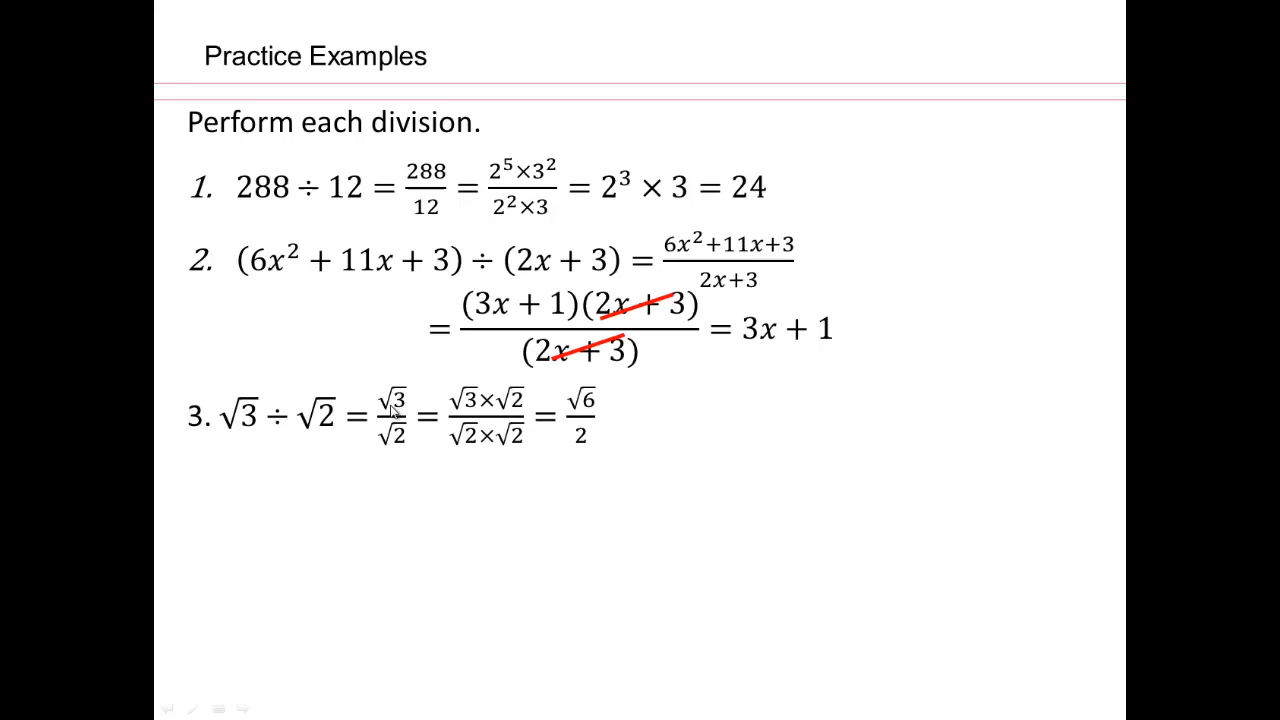 Practice Examples
Perform each division.
1. 288 ÷ 12 = 288/12 = (2⁵×3²)/(2²×3) = 2³ × 3 = 24
2. (6x² + 11x + 3) ÷ (2x + 3) = (6x²+11x+3)/(2x+3)
= ((3x + 1)(2x + 3))/((2x + 3)) = 3x + 1
3. √3 ÷ √2 = √3/√2 = (√3×√2)/(√2×√2) = √6/2